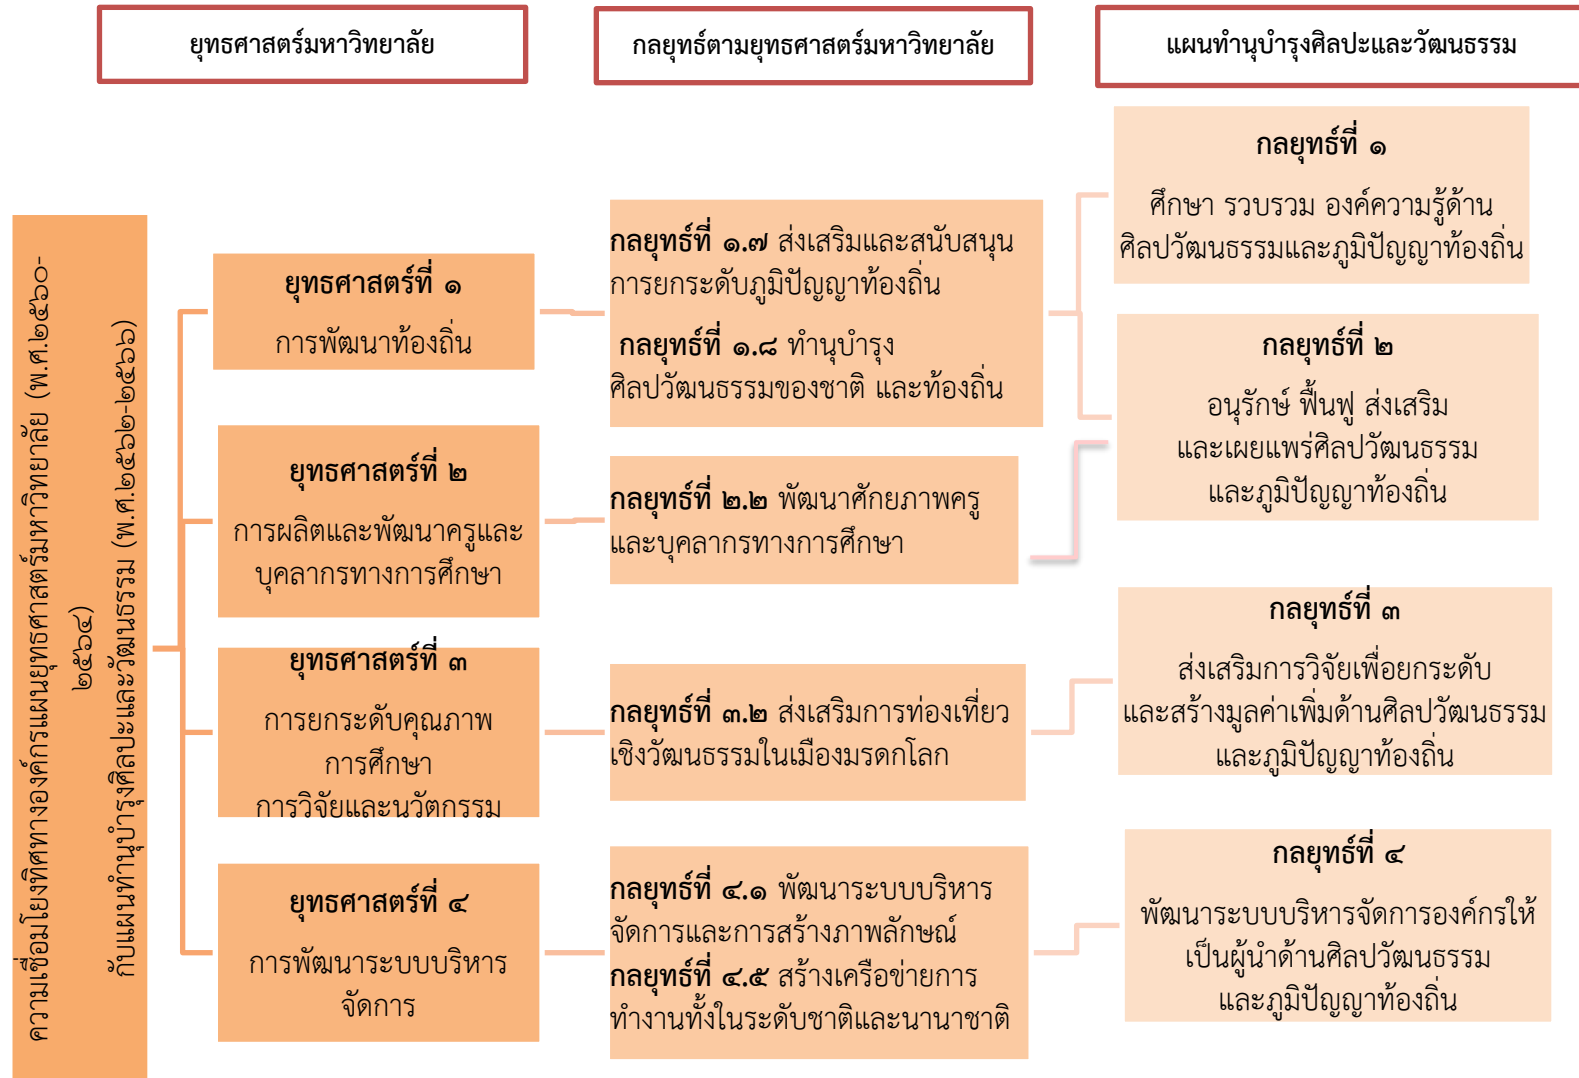 ยุทธศาสตร์มหาวิทยาลัย
กลยุทธ์ตามยุทธศาสตร์มหาวิทยาลัย
แผนทำนุบำรุงศิลปะและวัฒนธรรม
ความเชื่อมโยงทิศทางองค์กรแผนยุทธศาสตร์มหาวิทยาลัย (พ.ศ.๒๕๖๐-
๒๕๖๔)
กับแผนทำนุบำรุงศิลปะและวัฒนธรรม (พ.ศ.๒๕๖๒-๒๕๖๖)
ยุทธศาสตร์ที่ ๑
การพัฒนาท้องถิ่น
ยุทธศาสตร์ที่ ๒
การผลิตและพัฒนาครูและ
บุคลากรทางการศึกษา
ยุทธศาสตร์ที่ ๓
การยกระดับคุณภาพ
การศึกษา
การวิจัยและนวัตกรรม
ยุทธศาสตร์ที่ ๔
การพัฒนาระบบบริหาร
จัดการ
กลยุทธ์ที่ ๑.๗ ส่งเสริมและสนับสนุน
การยกระดับภูมิปัญญาท้องถิ่น
กลยุทธ์ที่ ๑.๘ ทำนุบำรุง
ศิลปวัฒนธรรมของชาติ และท้องถิ่น
กลยุทธ์ที่ ๒.๒ พัฒนาศักยภาพครู
และบุคลากรทางการศึกษา
กลยุทธ์ที่ ๓.๒ ส่งเสริมการท่องเที่ยว
เชิงวัฒนธรรมในเมืองมรดกโลก
กลยุทธ์ที่ ๔.๑ พัฒนาระบบบริหาร
จัดการและการสร้างภาพลักษณ์
กลยุทธ์ที่ ๔.๕ สร้างเครือข่ายการ
ทำงานทั้งในระดับชาติและนานาชาติ
กลยุทธ์ที่ ๑
ศึกษา รวบรวม องค์ความรู้ด้าน
ศิลปวัฒนธรรมและภูมิปัญญาท้องถิ่น
กลยุทธ์ที่ ๒
อนุรักษ์ ฟื้นฟู ส่งเสริม
และเผยแพร่ศิลปวัฒนธรรม
และภูมิปัญญาท้องถิ่น
กลยุทธ์ที่ ๓
ส่งเสริมการวิจัยเพื่อยกระดับ
และสร้างมูลค่าเพิ่มด้านศิลปวัฒนธรรม
และภูมิปัญญาท้องถิ่น
กลยุทธ์ที่ ๔
พัฒนาระบบบริหารจัดการองค์กรให้
เป็นผู้นำด้านศิลปวัฒนธรรม
และภูมิปัญญาท้องถิ่น